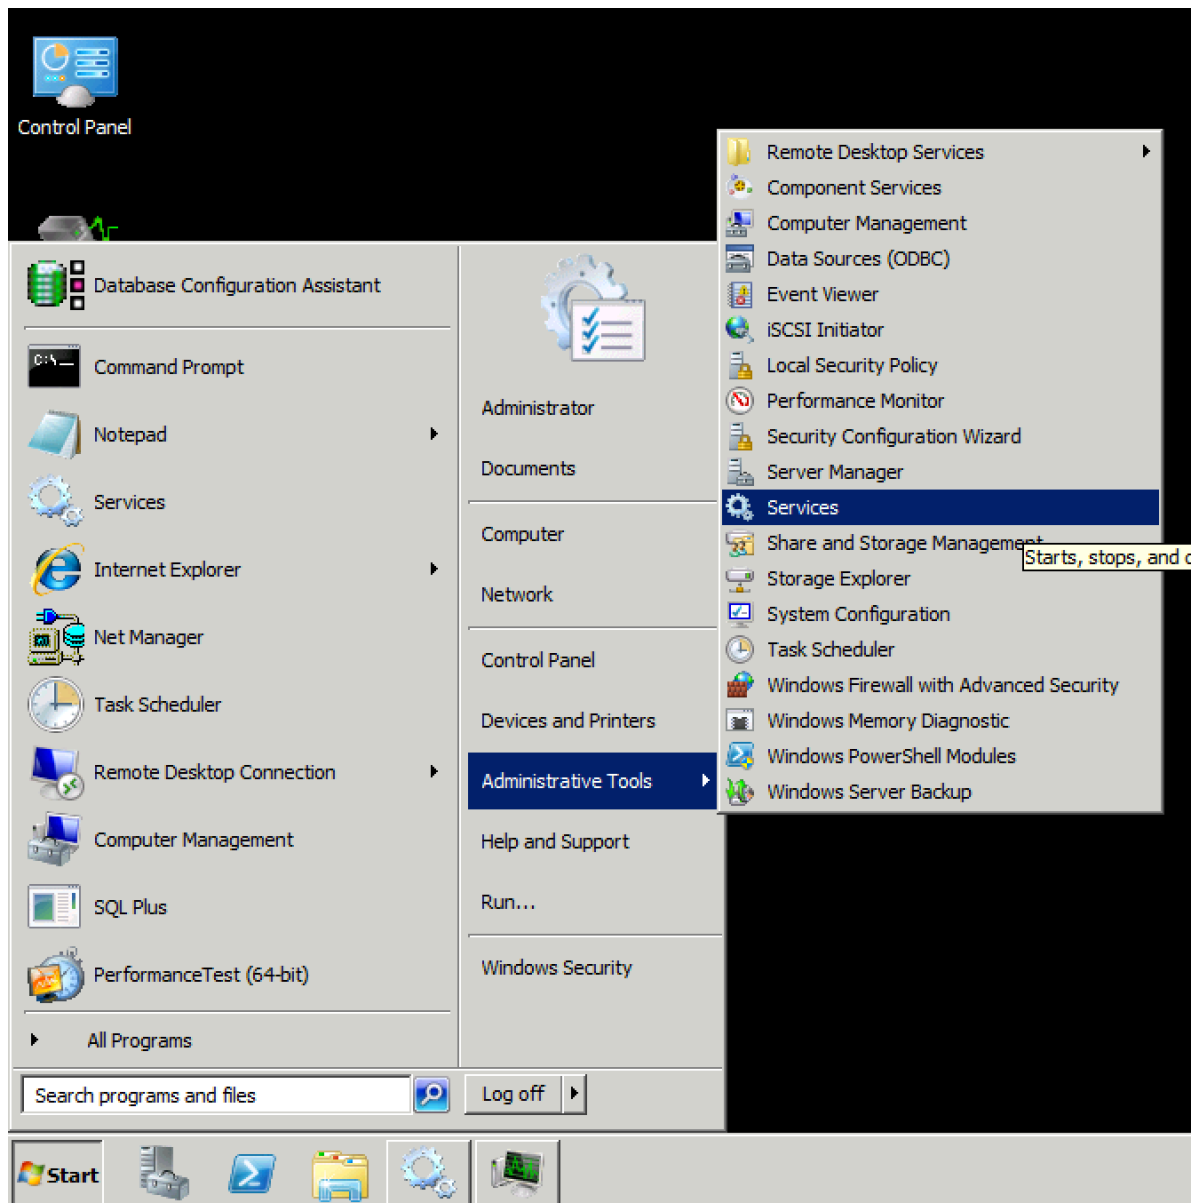 Control Panel
Database Configuration Assistant
C:\_
Command Prompt
Notepad
Services
Internet Explorer
Net Manager
Task Scheduler
Remote Desktop Connection
Computer Management
SQL Plus
PerformanceTest (64-bit)
All Programs
Search programs and files
Administrator
Documents
Computer
Network
Control Panel
Devices and Printers
Administrative Tools
Help and Support
Run...
Windows Security
Log off
Remote Desktop Services
Component Services
Computer Management
Data Sources (ODBC)
Event Viewer
iSCSI Initiator
Local Security Policy
Performance Monitor
Security Configuration Wizard
Server Manager
Services
Share and Storage Management
Starts, stops, and
Storage Explorer
System Configuration
Task Scheduler
Windows Firewall with Advanced Security
Windows Memory Diagnostic
Windows PowerShell Modules
Windows Server Backup
Start